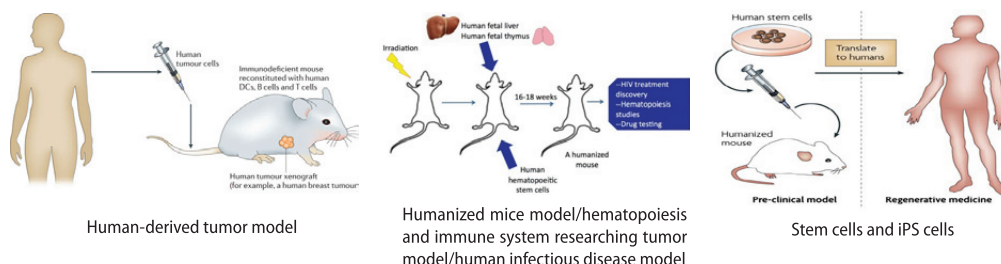 Human
tumour cells
Immunodeficient mouse
reconstituted with human
DCs, B cells and T cells
Human tumour xenograft
(for example, a human breast tumour
Human-derived tumor model
Human fetal liver
Human fetal thymus
Irradiation
16-18 weeks
–HIV treatment
discovery
–Hematopoiesis
studies
–Drug testing
A humanized
mouse
Human
hematopoeitic
stem cells
Humanized mice model/hematopoiesis
and immune system researching tumor
model/human infectious disease model
Human stem cells
Translate
to humans
Humanized
mouse
Pre-clinical model
Regenerative medicine
Stem cells and iPS cells